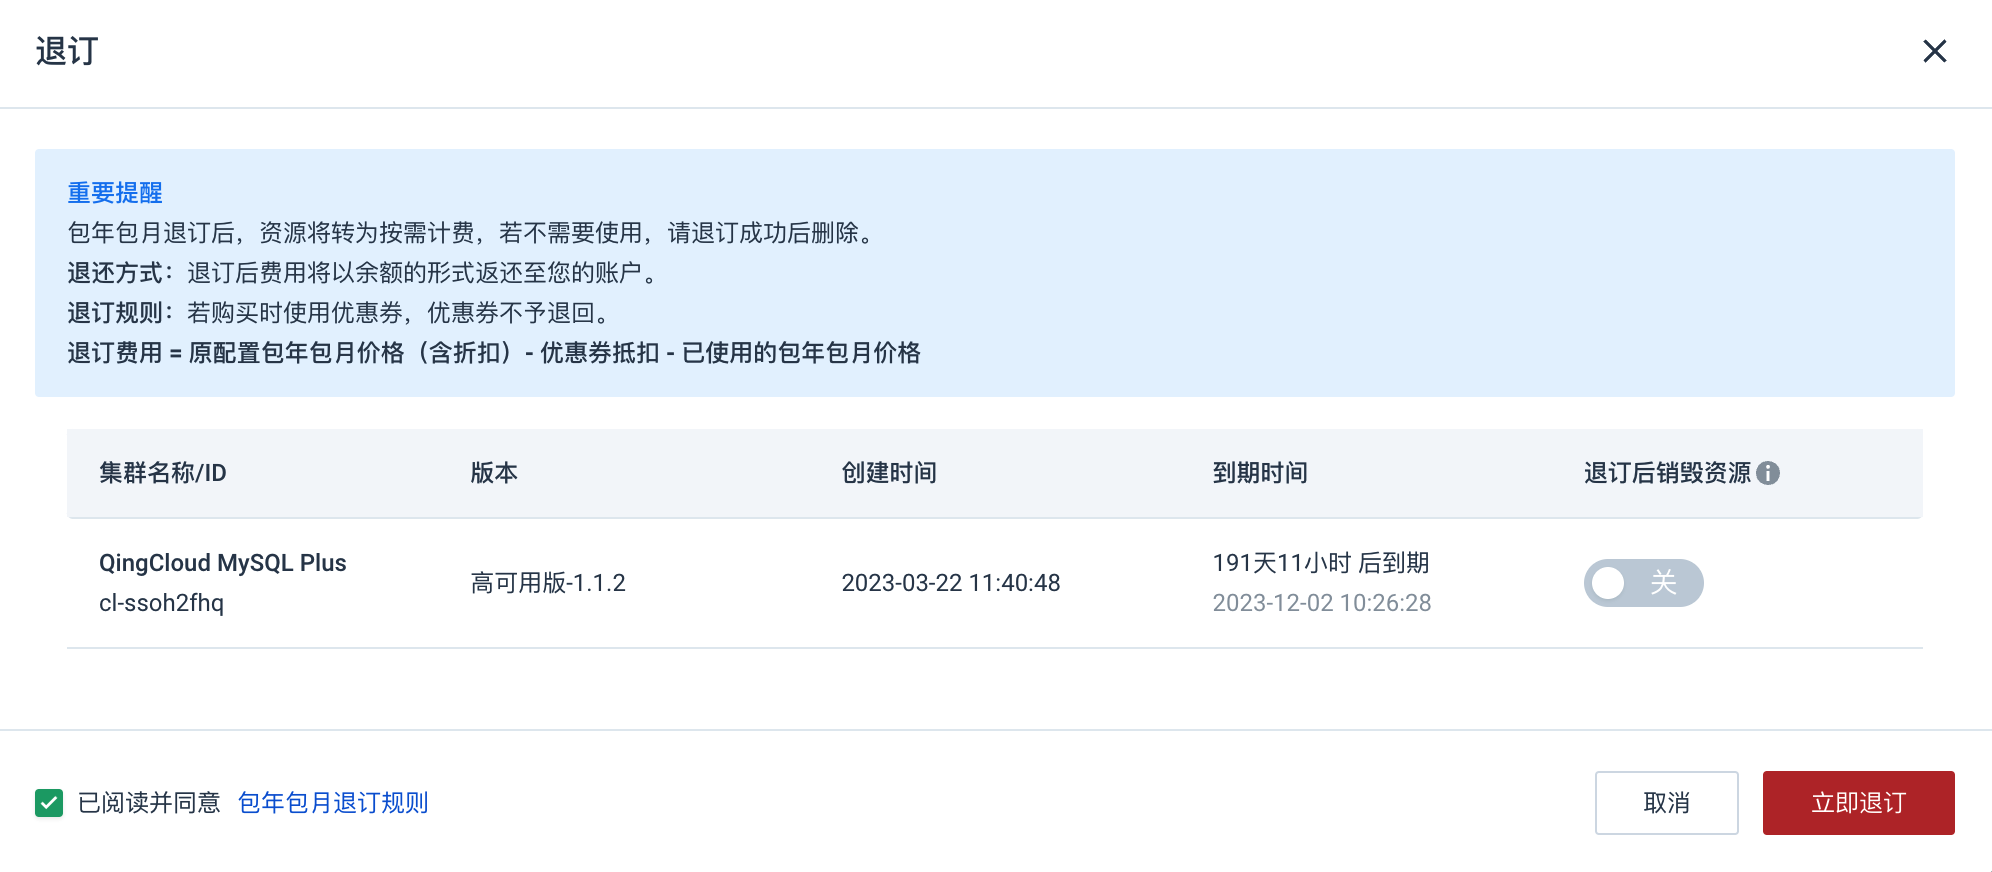 退订
重要提醒
包年包月退订后，资源将转为按需计费，若不需要使用，请退订成功后删除。
退还方式：退订后费用将以余额的形式返还至您的账户。
退订规则：若购买时使用优惠券，优惠券不予退回。
退订费用 = 原配置包年包月价格（含折扣）- 优惠券抵扣 - 已使用的包年包月价格
集群名称/ID 版本 创建时间 到期时间 退订后销毁资源
QingCloud MySQL Plus
cl-ssoh2fhq
高可用版-1.1.2
2023-03-22 11:40:48
191天11小时 后到期
2023-12-02 10:26:28
关
已阅读并同意 包年包月退订规则
取消
立即退订